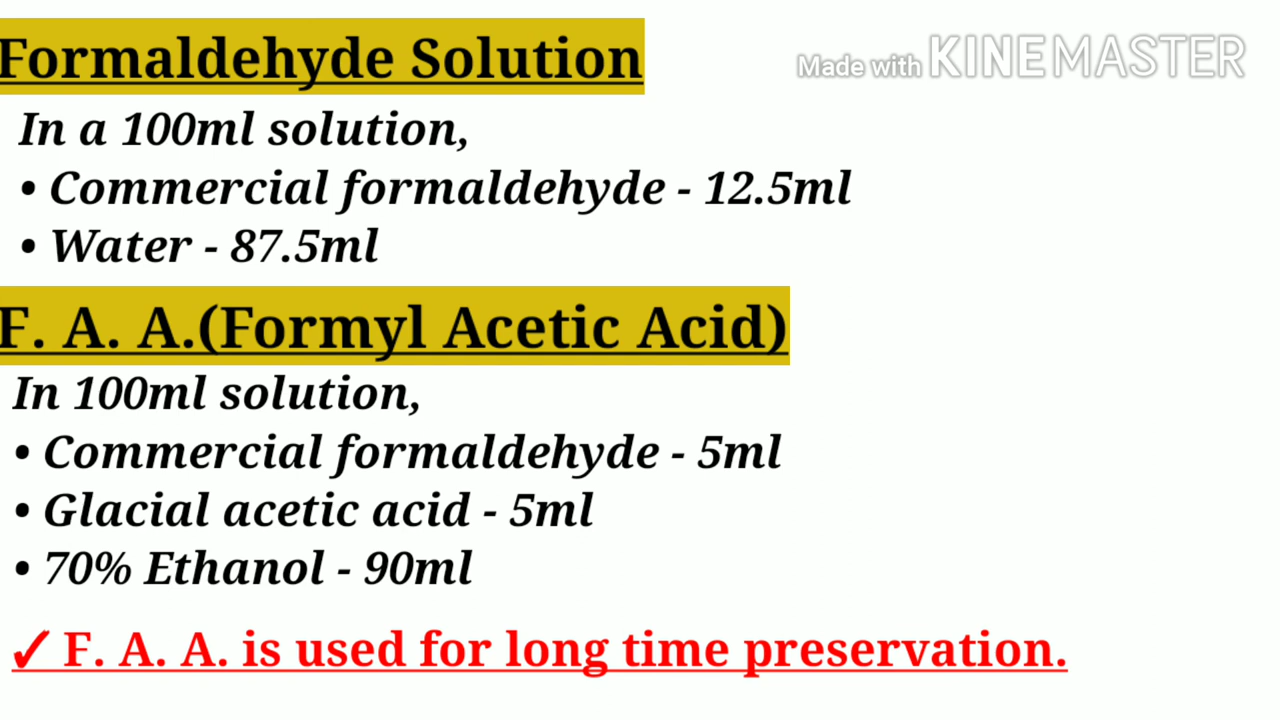 Formaldehyde Solution
Made with KINEMASTER
In a 100ml solution,
• Commercial formaldehyde - 12.5ml
• Water - 87.5ml
F. A. A.(Formyl Acetic Acid)
In 100ml solution,
• Commercial formaldehyde - 5ml
• Glacial acetic acid - 5ml
• 70% Ethanol - 90ml
✓ F. A. A. is used for long time preservation.